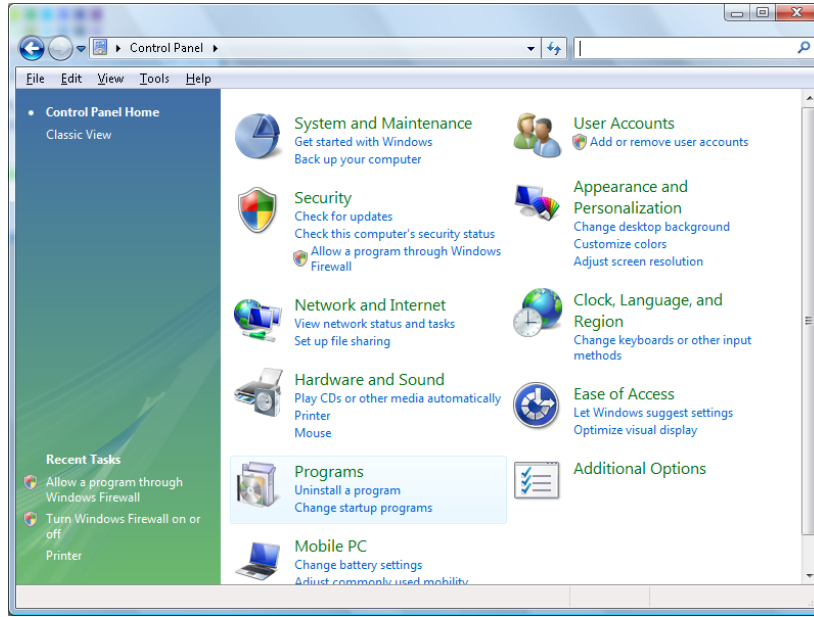 Control Panel
File Edit View Tools Help
Control Panel Home
Classic View
System and Maintenance
Get started with Windows
Back up your computer
Security
Check for updates
Check this computer's security status
Allow a program through Windows
Firewall
Network and Internet
View network status and tasks
Set up file sharing
Hardware and Sound
Play CDs or other media automatically
Printer
Mouse
Programs
Uninstall a program
Change startup programs
Mobile PC
Change battery settings
Adjust commonly used mobility
User Accounts
Add or remove user accounts
Appearance and
Personalization
Change desktop background
Customize colors
Adjust screen resolution
Clock, Language, and
Region
Change keyboards or other input
methods
Ease of Access
Let Windows suggest settings
Optimize visual display
Additional Options
Recent Tasks
Allow a program through
Windows Firewall
Turn Windows Firewall on or
off
Printer